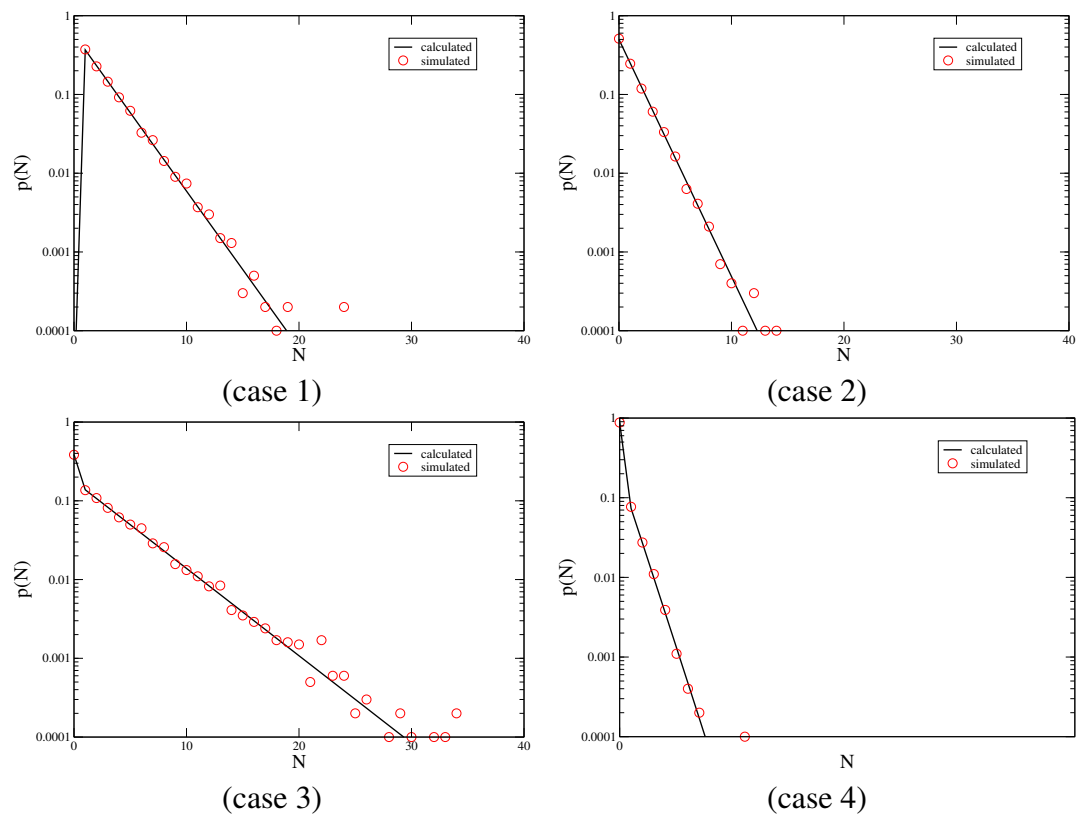 1
0.1
0.01
0.001
0.0001
p(N)
0
10
20
30
40
N
calculated
simulated
(case 1)
1
0.1
0.01
0.001
0.0001
p(N)
0
10
20
30
40
N
calculated
simulated
(case 2)
1
0.1
0.01
0.001
0.0001
p(N)
0
10
20
30
40
N
calculated
simulated
(case 3)
1
0.1
0.01
0.001
0.0001
p(N)
0
N
calculated
simulated
(case 4)